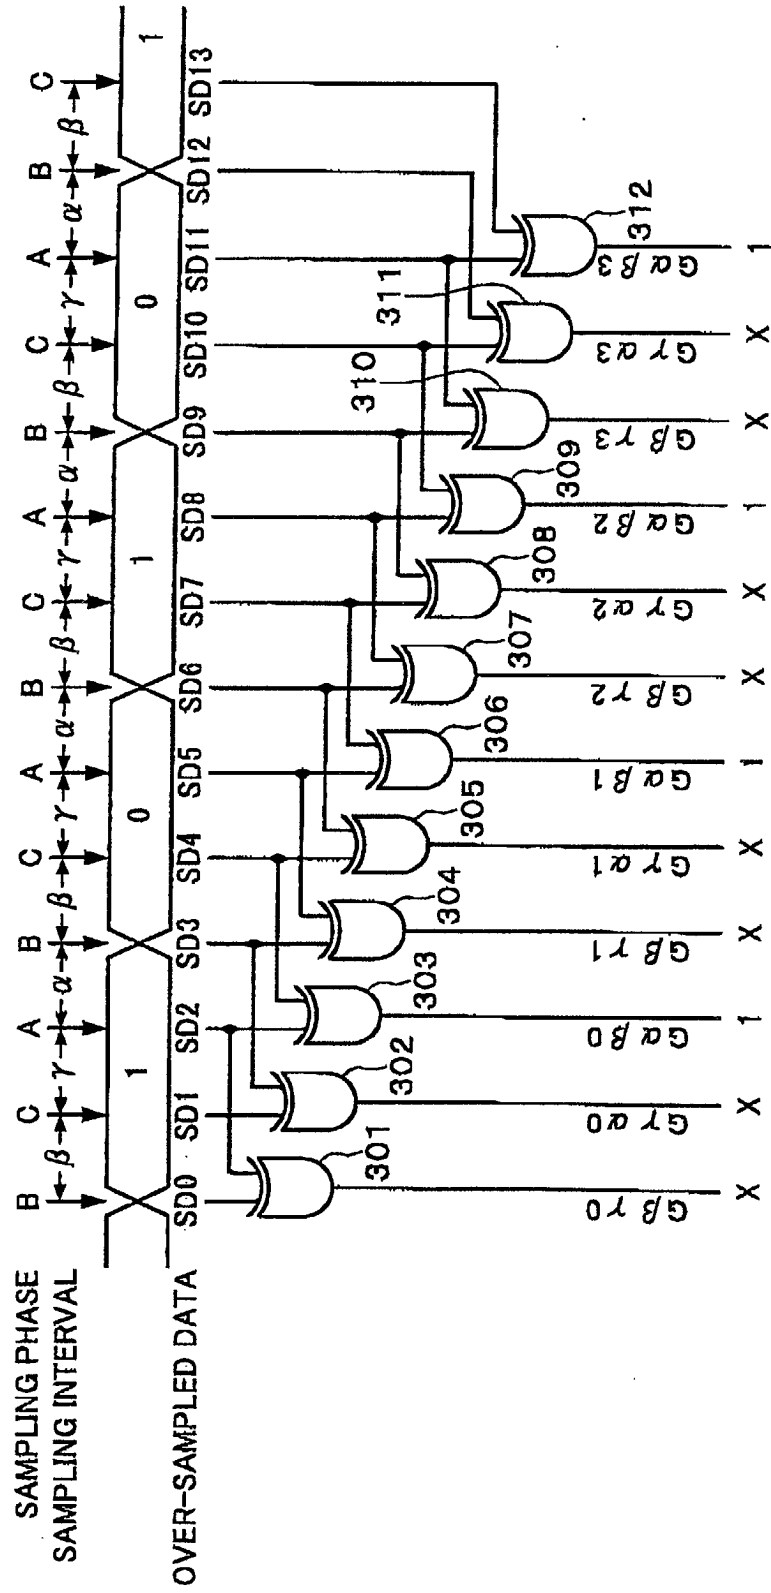 SAMPLING PHASE B C A B C A B C A B C A B C
SAMPLING INTERVAL β γ α β γ α β γ α β γ α β
1 0 1 0 1
OVER-SAMPLED DATA SD0 SD1 SD2 SD3 SD4 SD5 SD6 SD7 SD8 SD9 SD10 SD11 SD12 SD13
301 302 303 304 305 306 307 308 309 310 311 312
Gβγ0 Gγα0 Gαβ0 Gβγ1 Gγα1 Gαβ1 Gβγ2 Gγα2 Gαβ2 Gβγ3 Gγα3 Gαβ3
X X 1 X X 1 X X 1 X X 1